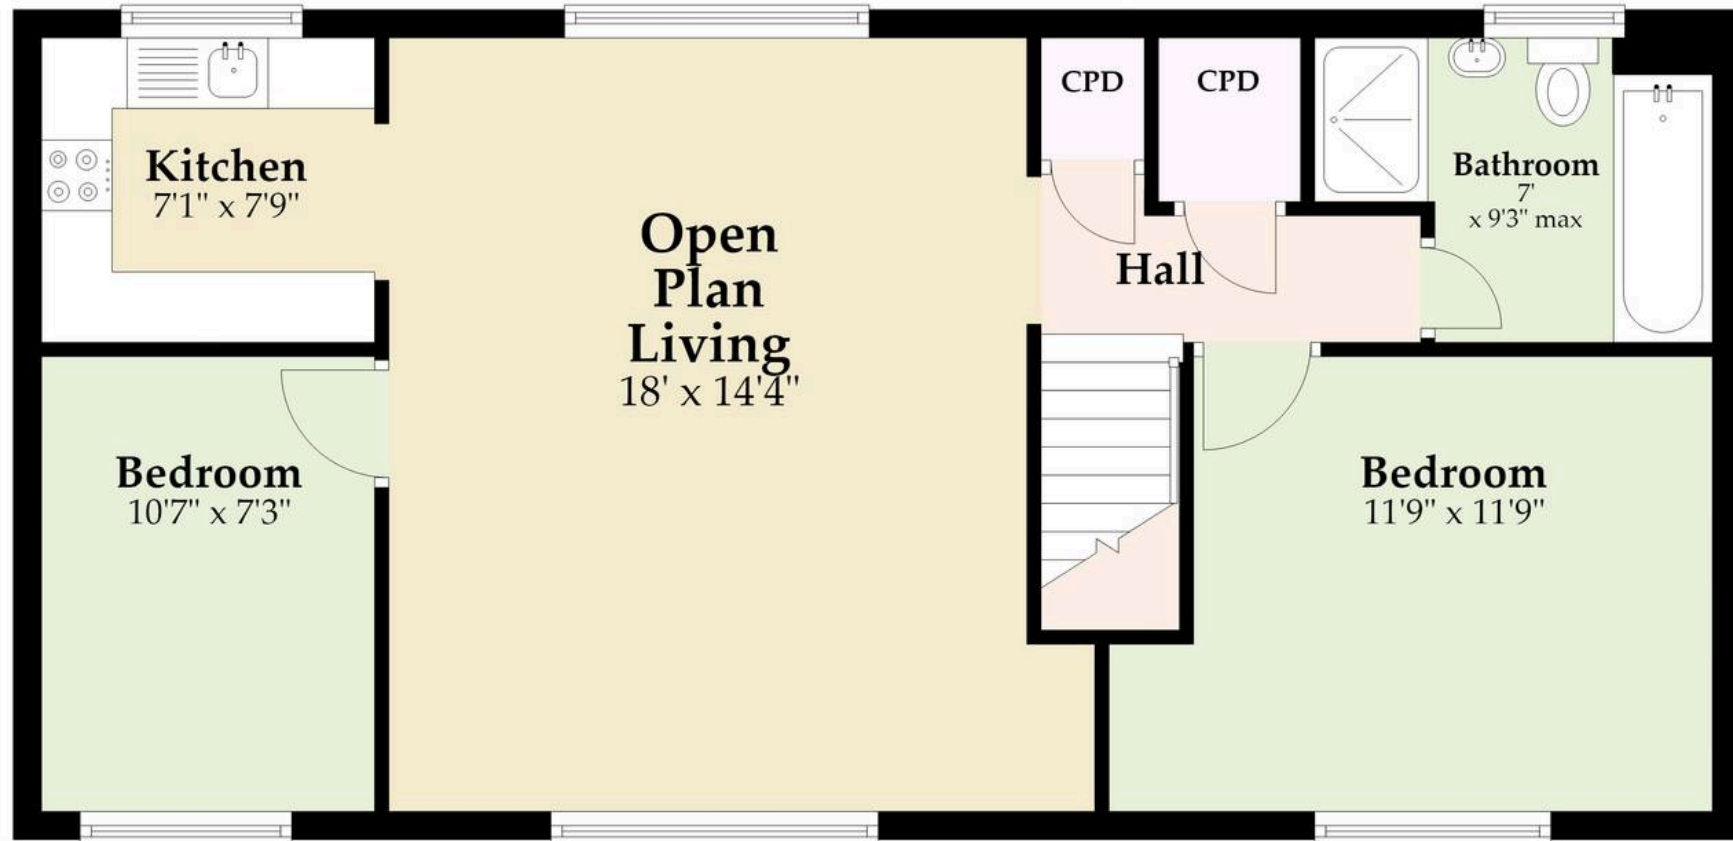 Kitchen
7'1" x 7'9"
Open
Plan
Living
18' x 14'4"
CPD
CPD
Hall
Bathroom
7'
x 9'3" max
Bedroom
10'7" x 7'3"
Bedroom
11'9" x 11'9"